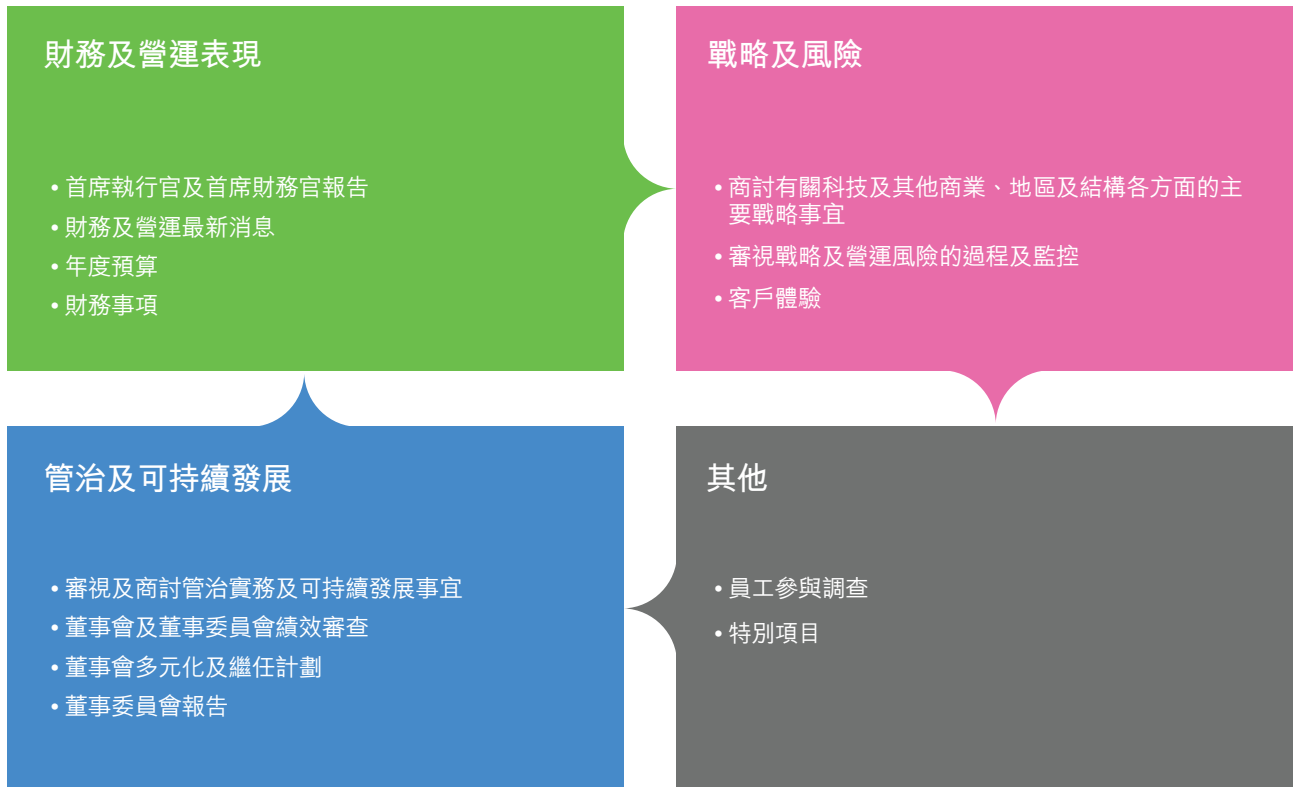 財務及營運表現
• 首席執行官及首席財務官報告
• 財務及營運最新消息
• 年度預算
• 財務事項
戰略及風險
• 商討有關科技及其他商業、地區及結構各方面的主
要戰略事宜
• 審視戰略及營運風險的過程及監控
• 客戶體驗
管治及可持續發展
• 審視及商討管治實務及可持續發展事宜
• 董事會及董事委員會績效審查
• 董事會多元化及繼任計劃
• 董事委員會報告
其他
• 員工參與調查
• 特別項目